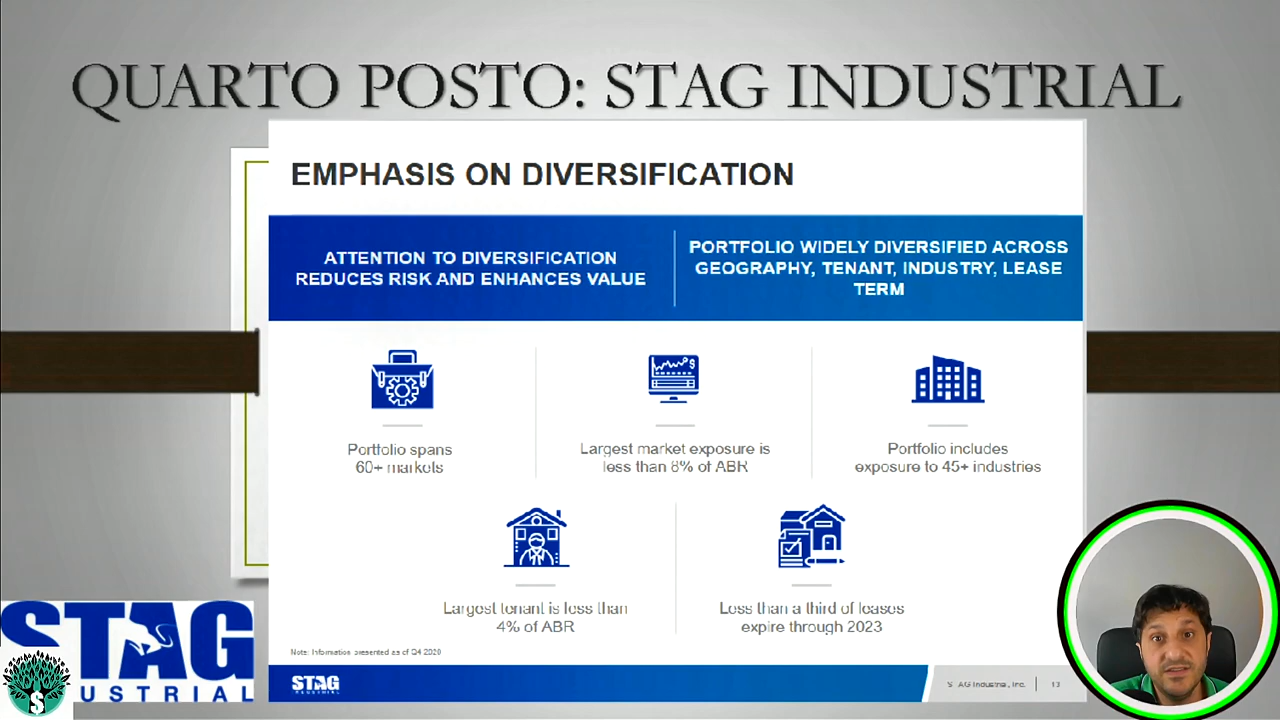 QUARTO POSTO: STAG INDUSTRIAL
EMPHASIS ON DIVERSIFICATION
ATTENTION TO DIVERSIFICATION
REDUCES RISK AND ENHANCES VALUE
PORTFOLIO WIDELY DIVERSIFIED ACROSS
GEOGRAPHY, TENANT, INDUSTRY, LEASE
TERM
Portfolio spans
60+ markets
Largest market exposure is
less than 8% of ABR
Portfolio includes
exposure to 45+ industries
Largest tenant is less than
4% of ABR
Less than a third of leases
expire through 2023
Note: Information presented as of Q4 2020
STAG
INDUSTRIAL
STAG Industrial, Inc.
13
STAG
USTRIAL
$